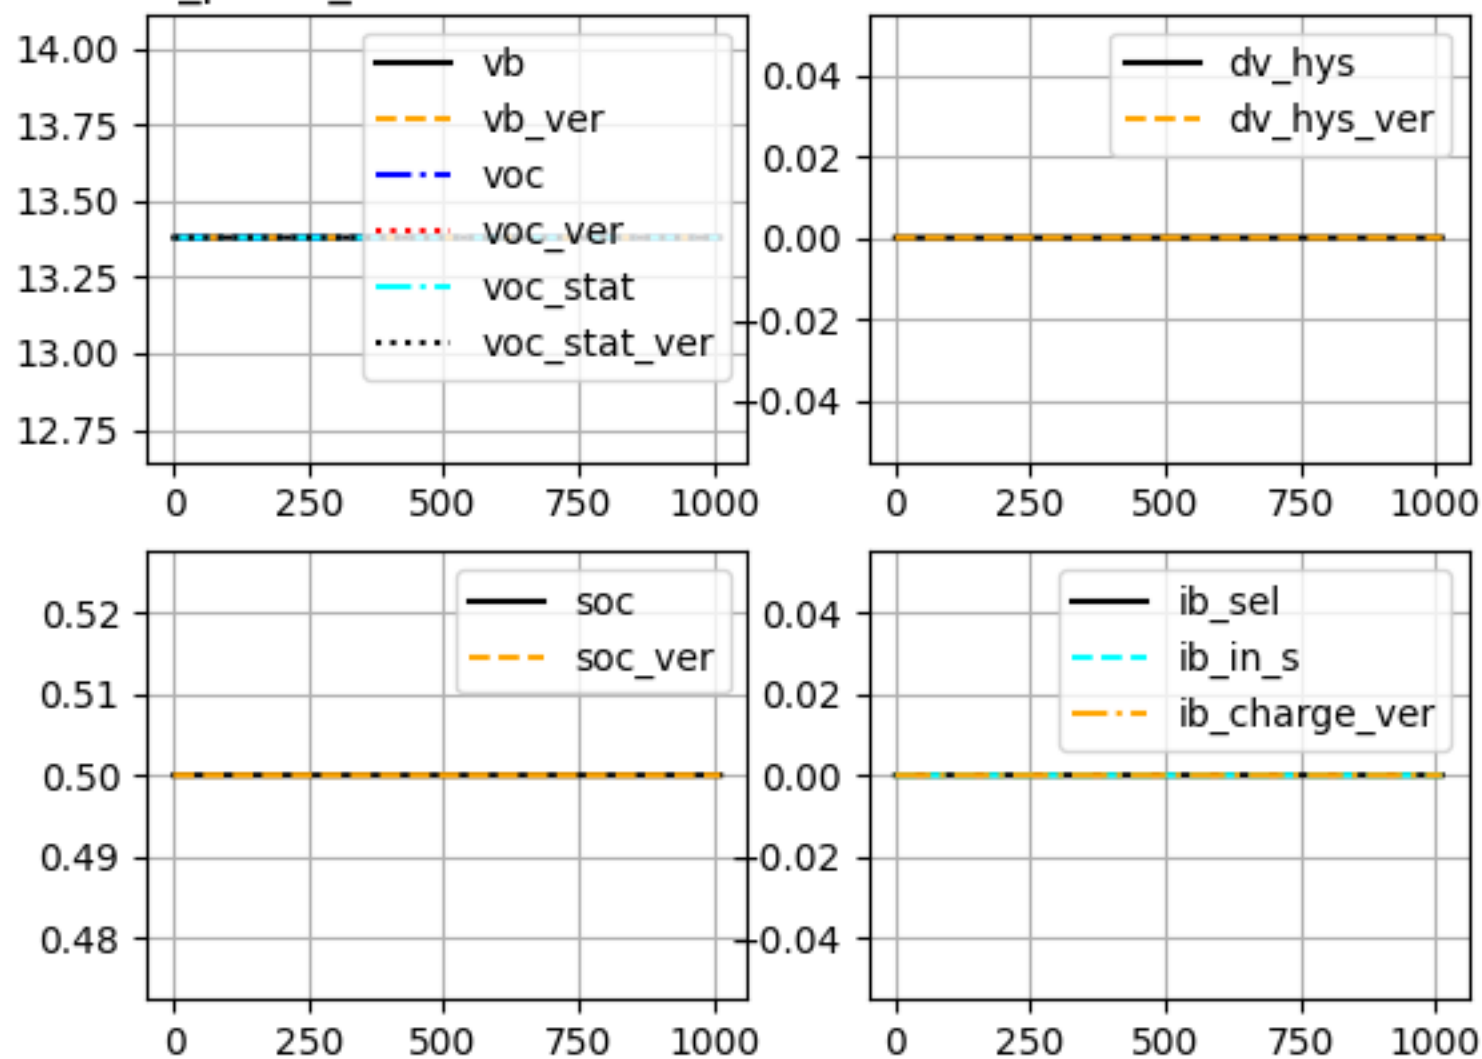 14.00
13.75
13.50
13.25
13.00
12.75
vb
vb_ver
voc
voc_ver
voc_stat
voc_stat_ver
0 250 500 750 1000
0.04
0.02
0.00
−0.02
−0.04
dv_hys
dv_hys_ver
0 250 500 750 1000
0.52
0.51
0.50
0.49
0.48
soc
soc_ver
0 250 500 750 1000
0.04
0.02
0.00
−0.02
−0.04
ib_sel
ib_in_s
ib_charge_ver
0 250 500 750 1000